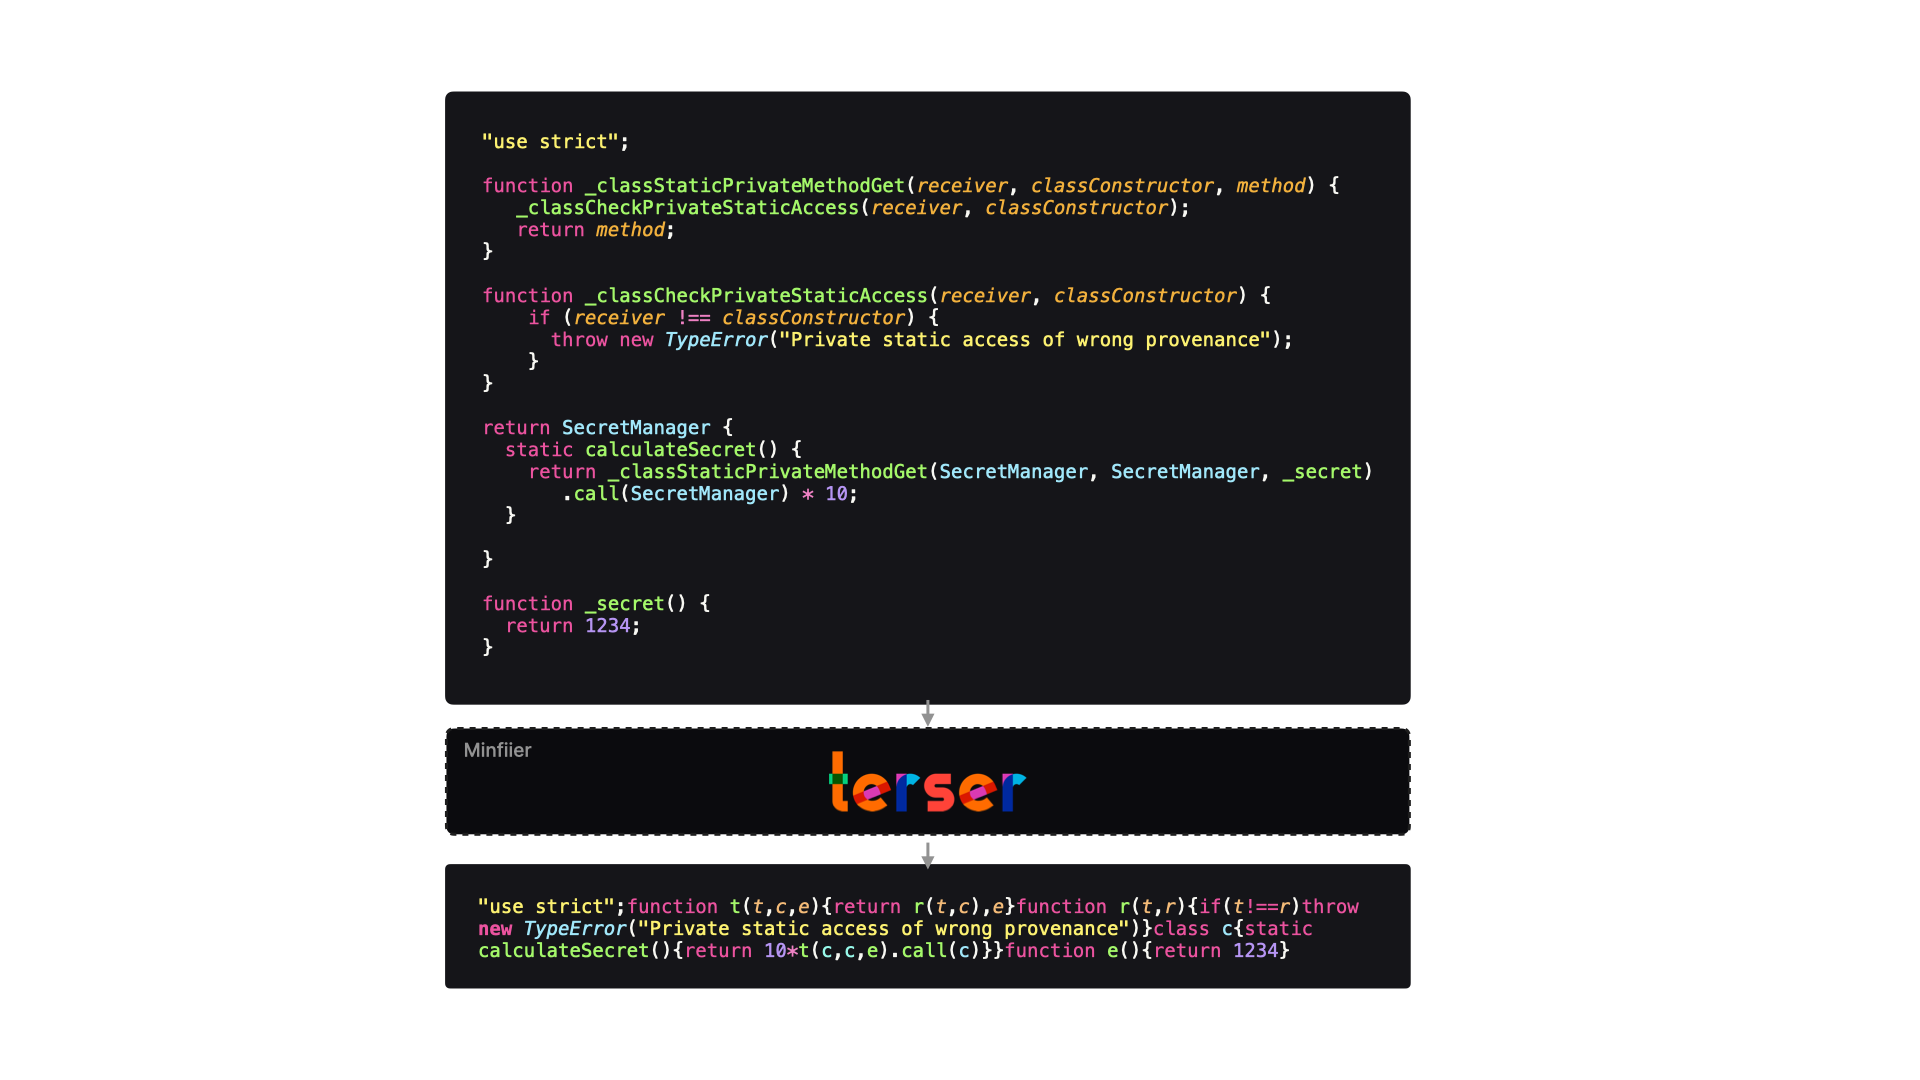 "use strict";
function _classStaticPrivateMethodGet(receiver, classConstructor, method) {
_classCheckPrivateStaticAccess(receiver, classConstructor);
return method;
}
function _classCheckPrivateStaticAccess(receiver, classConstructor) {
if (receiver !== classConstructor) {
throw new TypeError("Private static access of wrong provenance");
}
}
return SecretManager {
static calculateSecret() {
return _classStaticPrivateMethodGet(SecretManager, SecretManager, _secret)
.call(SecretManager) * 10;
}
}
function _secret() {
return 1234;
}
Minfiier
terser
"use strict";function t(t,c,e){return r(t,c),e}function r(t,r){if(t!==r)throw
new TypeError("Private static access of wrong provenance")}class c{static
calculateSecret(){return 10*t(c,c,e).call(c)}}function e(){return 1234}